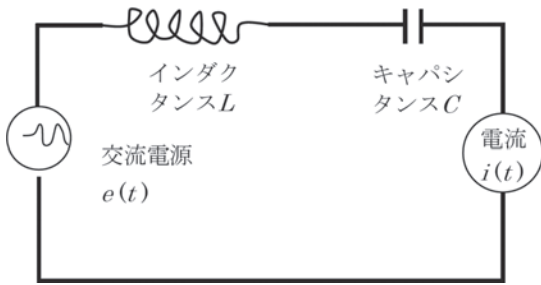 インダク
タンスL
キャパシ
タンスC
交流電源
e(t)
電流
i(t)